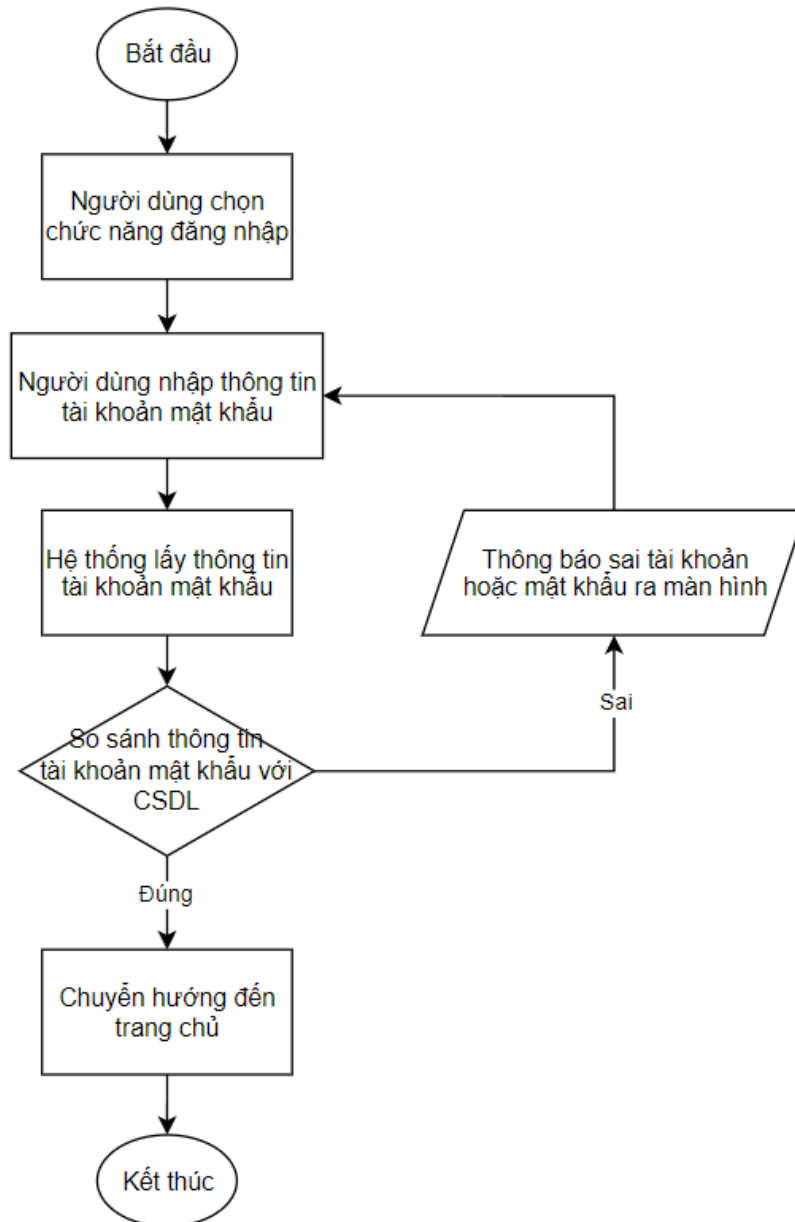 Bắt đầu
Người dùng chọn
chức năng đăng nhập
Người dùng nhập thông tin
tài khoản mật khẩu
Hệ thống lấy thông tin
tài khoản mật khẩu
Thông báo sai tài khoản
hoặc mật khẩu ra màn hình
Sai
So sánh thông tin
tài khoản mật khẩu với
CSDL
Đúng
Chuyển hướng đến
trang chủ
Kết thúc